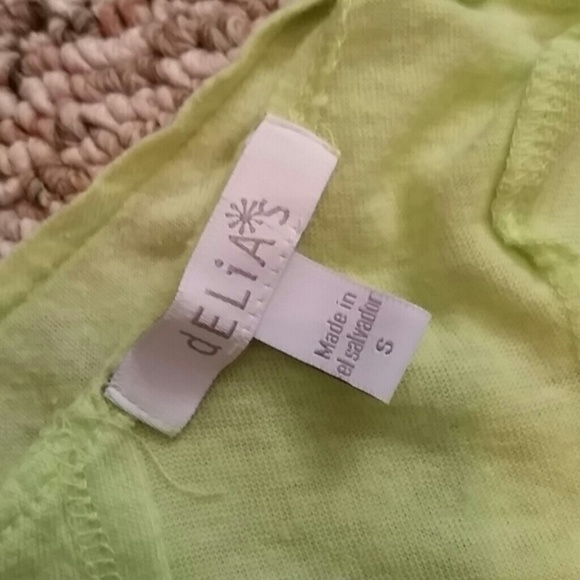 dELiA*s
Made in
el salvador
S